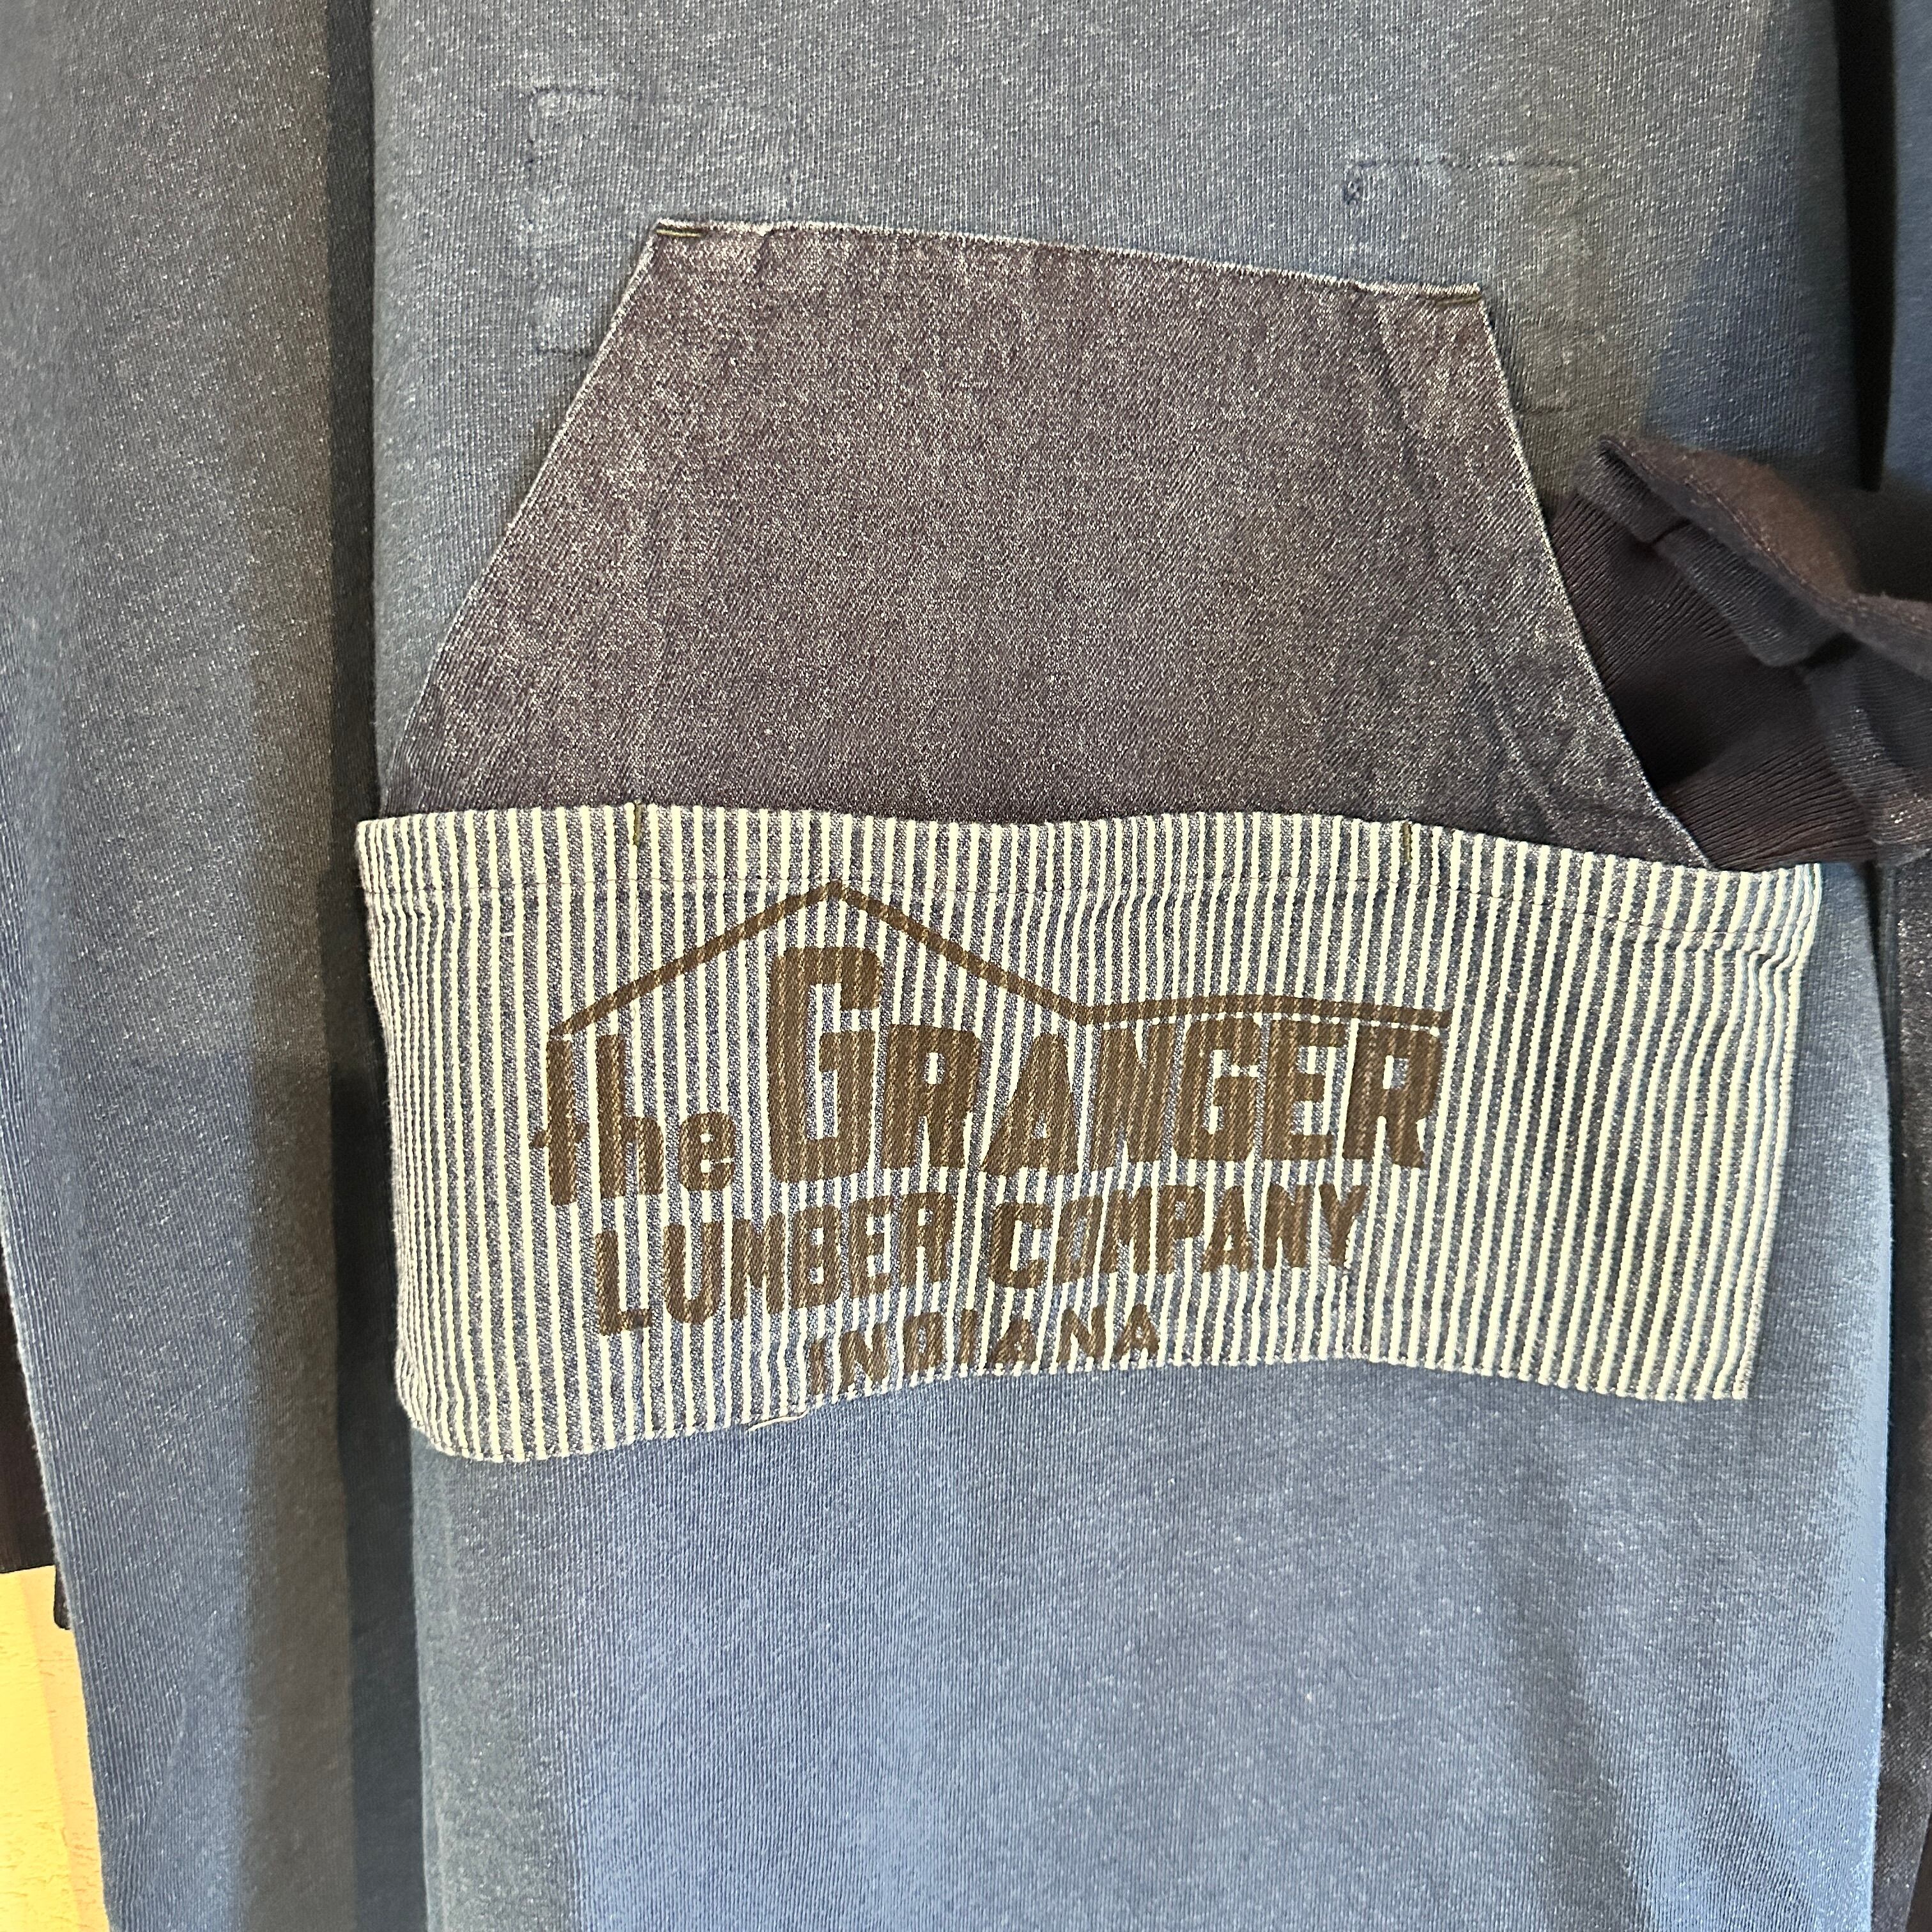 the GRANGER
LUMBER COMPANY
INDIANA